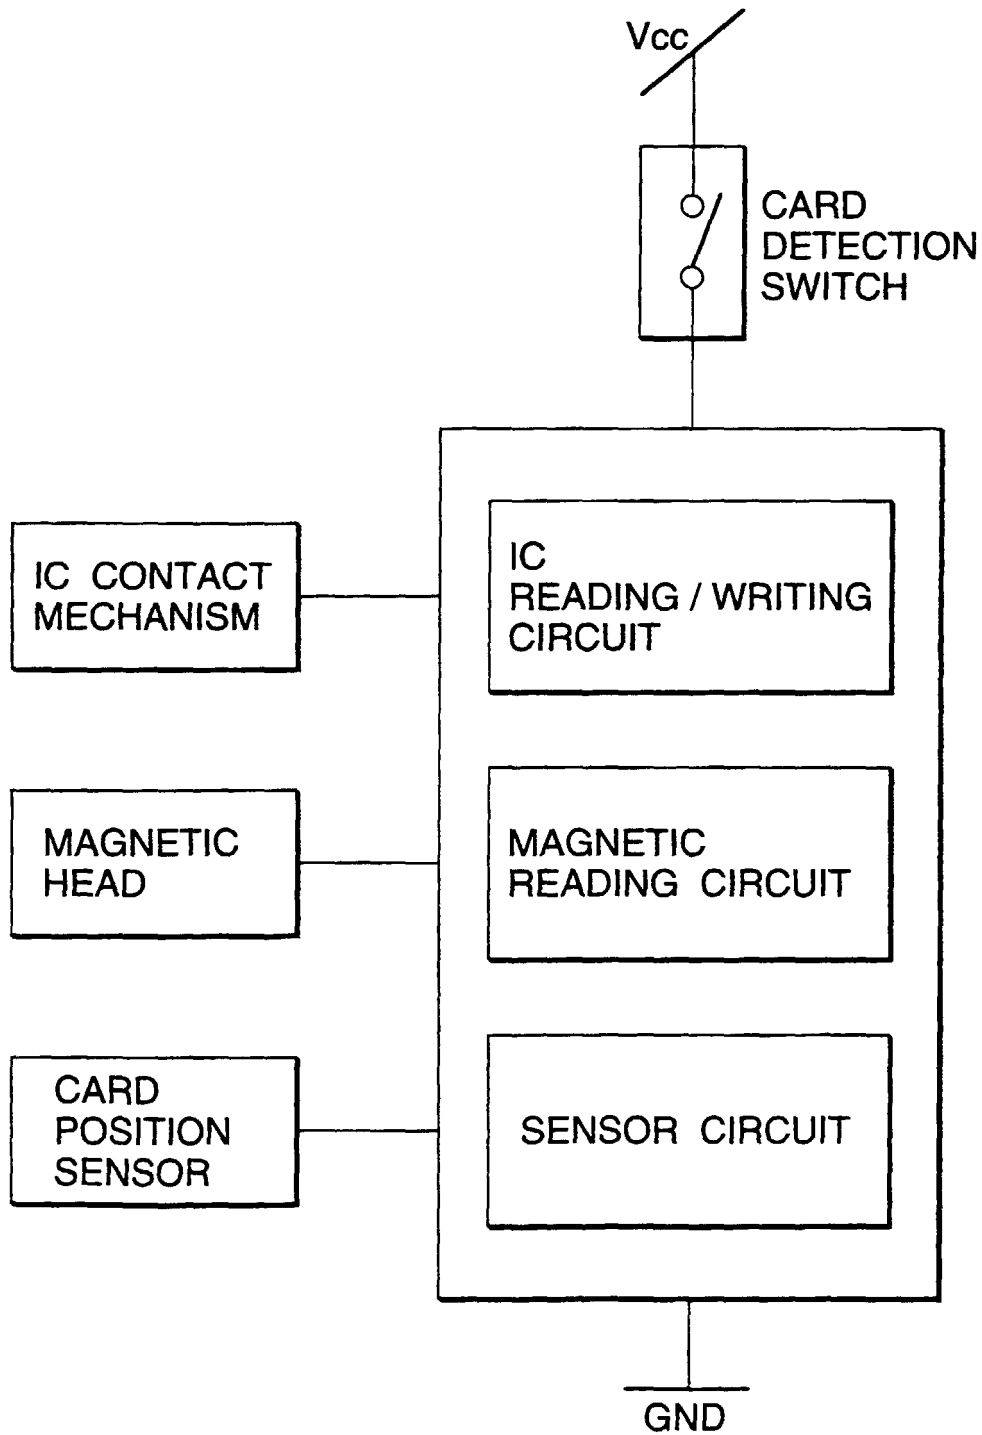 Vcc
CARD
DETECTION
SWITCH
IC CONTACT
MECHANISM
IC
READING / WRITING
CIRCUIT
MAGNETIC
HEAD
MAGNETIC
READING CIRCUIT
CARD
POSITION
SENSOR
SENSOR CIRCUIT
GND